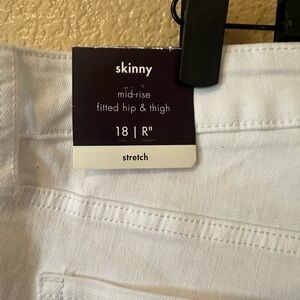 skinny
mid-rise
fitted hip & thigh
18 | R"
stretch